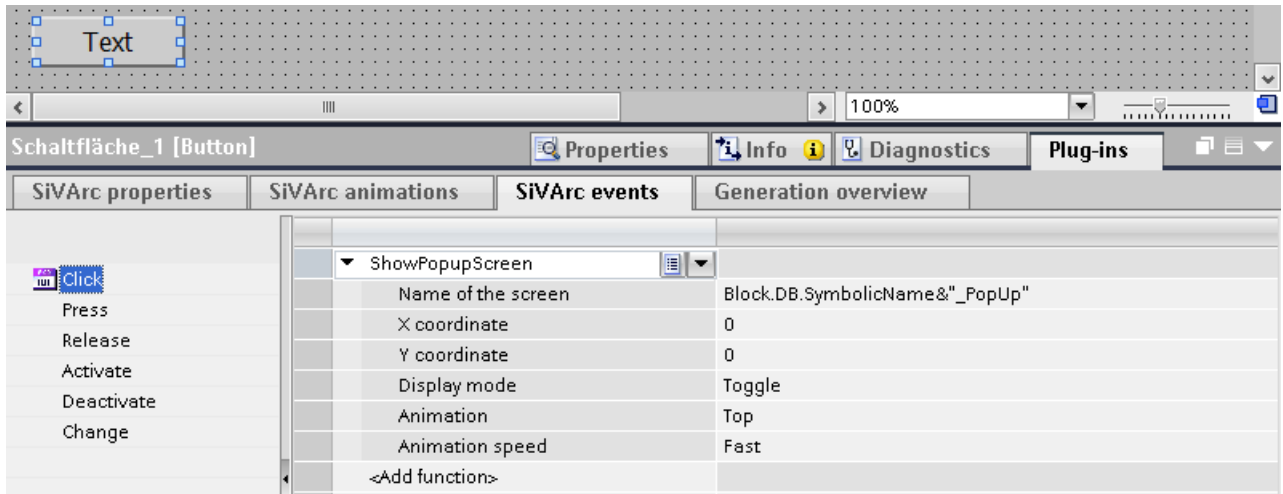 Text
100%
Schaltfläche_1 [Button]
Properties
Info
Diagnostics
Plug-ins
SiVArc properties
SiVArc animations
SiVArc events
Generation overview
Click
Press
Release
Activate
Deactivate
Change
ShowPopupScreen
Name of the screen Block.DB.SymbolicName&"_PopUp"
X coordinate 0
Y coordinate 0
Display mode Toggle
Animation Top
Animation speed Fast
<Add function>